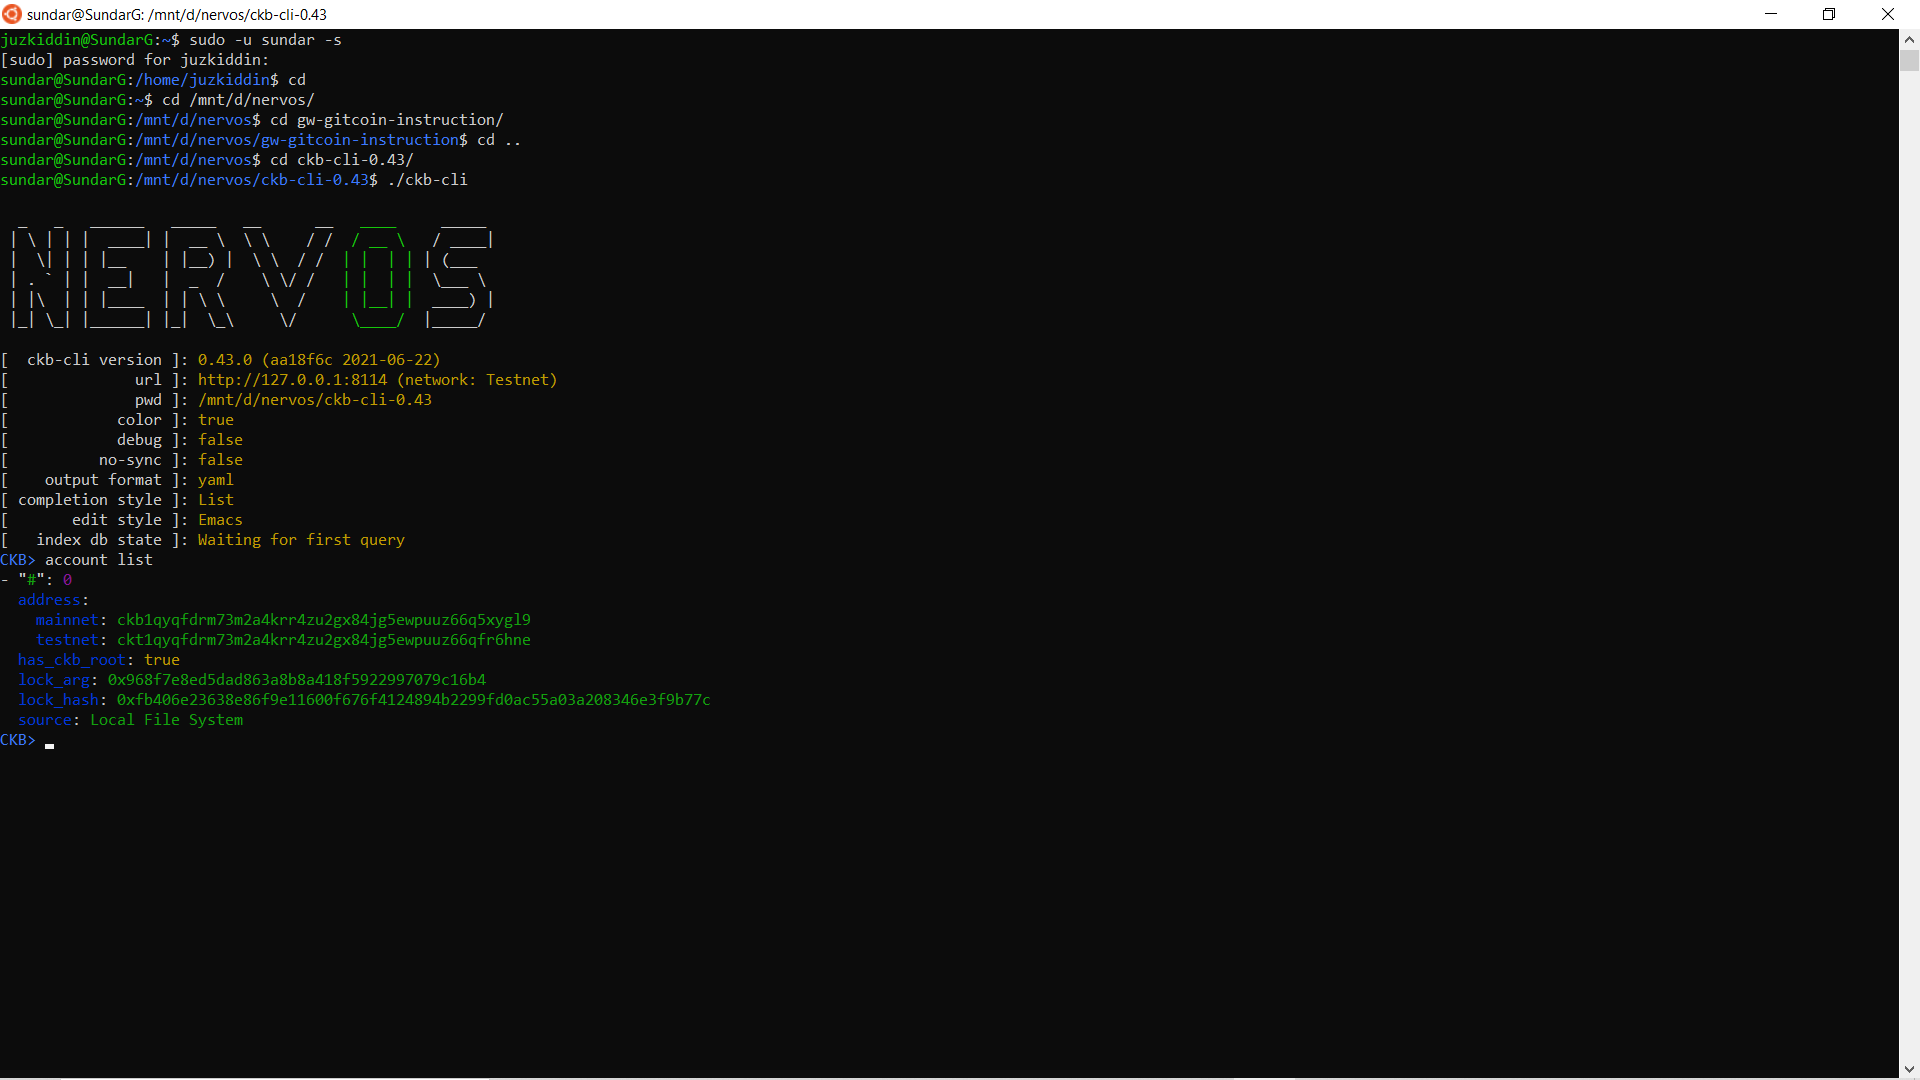 sundar@SundarG: /mnt/d/nervos/ckb-cli-0.43
juzkiddin@SundarG:~$ sudo -u sundar -s
[sudo] password for juzkiddin:
sundar@SundarG:/home/juzkiddin$ cd
sundar@SundarG:~$ cd /mnt/d/nervos/
sundar@SundarG:/mnt/d/nervos$ cd gw-gitcoin-instruction/
sundar@SundarG:/mnt/d/nervos/gw-gitcoin-instruction$ cd ..
sundar@SundarG:/mnt/d/nervos$ cd ckb-cli-0.43/
sundar@SundarG:/mnt/d/nervos/ckb-cli-0.43$ ./ckb-cli
NERVOS
[  ckb-cli version ]: 0.43.0 (aa18f6c 2021-06-22)
[              url ]: http://127.0.0.1:8114 (network: Testnet)
[              pwd ]: /mnt/d/nervos/ckb-cli-0.43
[            color ]: true
[            debug ]: false
[          no-sync ]: false
[    output format ]: yaml
[ completion style ]: List
[       edit style ]: Emacs
[   index db state ]: Waiting for first query
CKB> account list
- "#": 0
  address:
    mainnet: ckb1qyqfdrm73m2a4krr4zu2gx84jg5ewpuuz66q5xygl9
    testnet: ckt1qyqfdrm73m2a4krr4zu2gx84jg5ewpuuz66qfr6hne
  has_ckb_root: true
  lock_arg: 0x968f7e8ed5dad863a8b8a418f5922997079c16b4
  lock_hash: 0xfb406e23638e86f9e11600f676f4124894b2299fd0ac55a03a208346e3f9b77c
  source: Local File System
CKB>